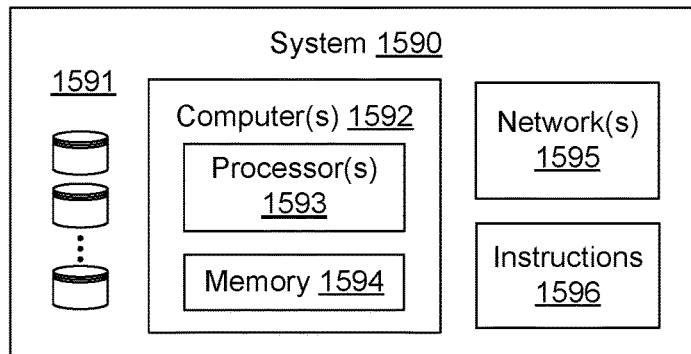 System 1590
1591
Computer(s) 1592
Processor(s)
1593
Memory 1594
Network(s)
1595
Instructions
1596